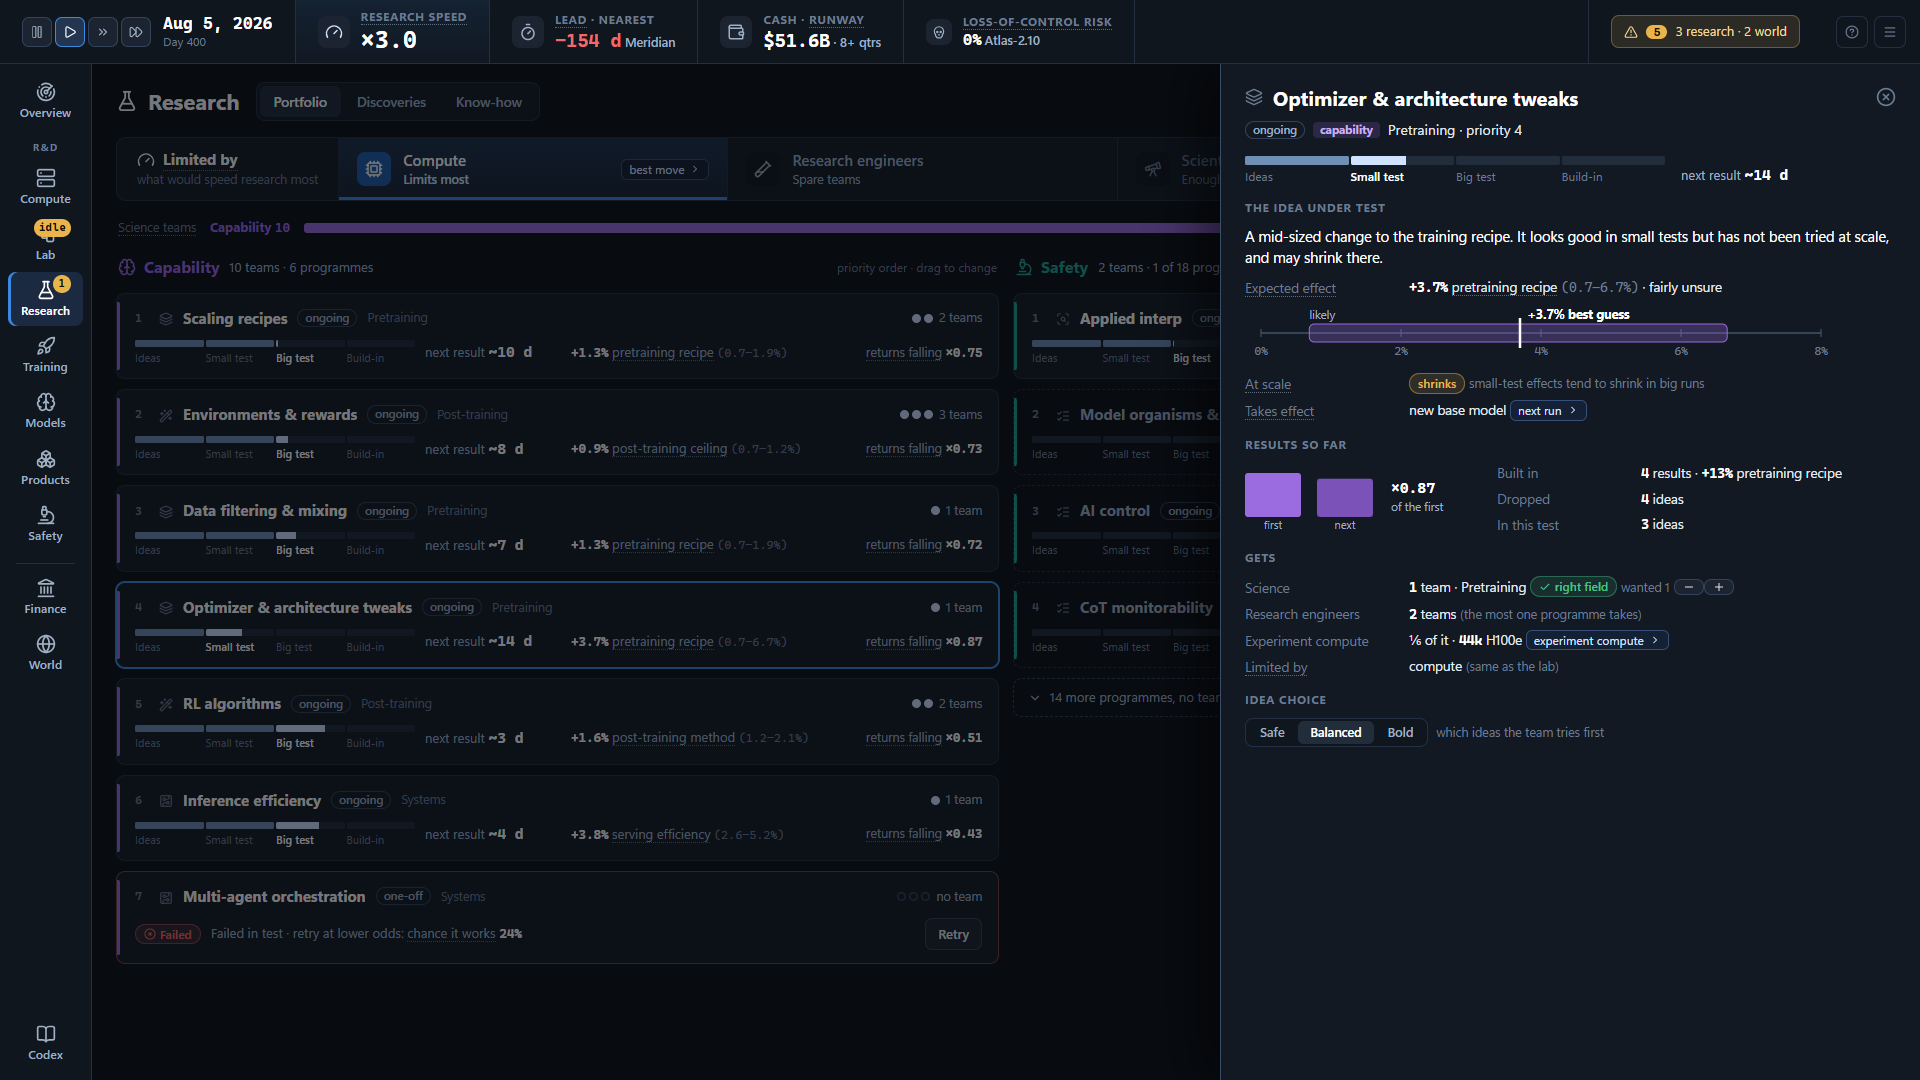 Aug 5, 2026
Day 400
RESEARCH SPEED
×3.0
LEAD · NEAREST
−154 d Meridian
CASH · RUNWAY
$51.6B · 8+ qtrs
LOSS-OF-CONTROL RISK
0% Atlas-2.10
5 3 research · 2 world
Overview
R&D
Compute
idle
Lab
1
Research
Training
Models
Products
Safety
Finance
World
Codex
Research
Portfolio
Discoveries
Know-how
Limited by
what would speed research most
Compute
Limits most
best move
Research engineers
Spare teams
Scien
Enough
Science teams Capability 10
Capability 10 teams · 6 programmes
priority order · drag to change
1 Scaling recipes ongoing Pretraining 2 teams
Ideas Small test Big test Build-in
next result ~10 d +1.3% pretraining recipe (0.7–1.9%) returns falling ×0.75
2 Environments & rewards ongoing Post-training 3 teams
Ideas Small test Big test Build-in
next result ~8 d +0.9% post-training ceiling (0.7–1.2%) returns falling ×0.73
3 Data filtering & mixing ongoing Pretraining 1 team
Ideas Small test Big test Build-in
next result ~7 d +1.3% pretraining recipe (0.7–1.9%) returns falling ×0.72
4 Optimizer & architecture tweaks ongoing Pretraining 1 team
Ideas Small test Big test Build-in
next result ~14 d +3.7% pretraining recipe (0.7–6.7%) returns falling ×0.87
5 RL algorithms ongoing Post-training 2 teams
Ideas Small test Big test Build-in
next result ~3 d +1.6% post-training method (1.2–2.1%) returns falling ×0.51
6 Inference efficiency ongoing Systems 1 team
Ideas Small test Big test Build-in
next result ~4 d +3.8% serving efficiency (2.6–5.2%) returns falling ×0.43
7 Multi-agent orchestration one-off Systems no team
Failed Failed in test · retry at lower odds: chance it works 24% Retry
Safety 2 teams · 1 of 18 prog
1 Applied interp ong
Ideas Small test Big test
2 Model organisms &
Ideas Small test Big test
3 AI control ongoing
Ideas Small test Big test
4 CoT monitorability
Ideas Small test Big test
14 more programmes, no tear
Optimizer & architecture tweaks
ongoing capability Pretraining · priority 4
Ideas Small test Big test Build-in next result ~14 d
THE IDEA UNDER TEST
A mid-sized change to the training recipe. It looks good in small tests but has not been tried at scale,
and may shrink there.
Expected effect +3.7% pretraining recipe (0.7–6.7%) · fairly unsure
likely +3.7% best guess
0% 2% 4% 6% 8%
At scale shrinks small-test effects tend to shrink in big runs
Takes effect new base model next run
RESULTS SO FAR
first next
×0.87
of the first
Built in 4 results · +13% pretraining recipe
Dropped 4 ideas
In this test 3 ideas
GETS
Science 1 team · Pretraining right field wanted 1 − +
Research engineers 2 teams (the most one programme takes)
Experiment compute ⅙ of it · 44k H100e experiment compute
Limited by compute (same as the lab)
IDEA CHOICE
Safe Balanced Bold which ideas the team tries first